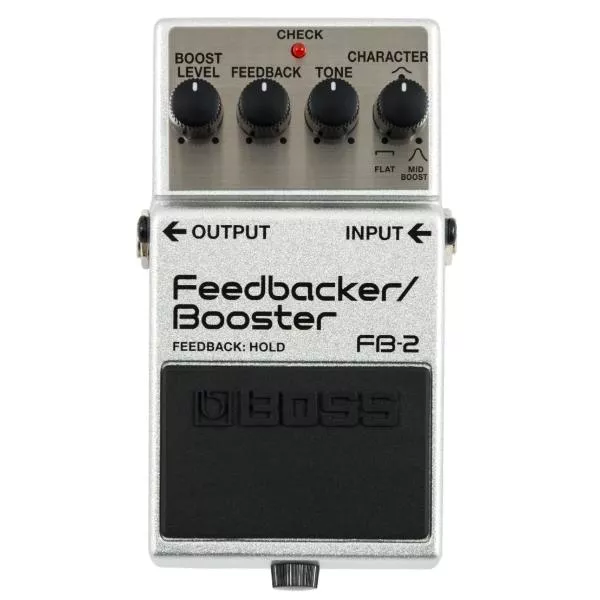 CHECK
BOOST
LEVEL
FEEDBACK
TONE
CHARACTER
FLAT
MID
BOOST
OUTPUT
INPUT
Feedbacker/
Booster
FEEDBACK: HOLD
FB-2
BOSS